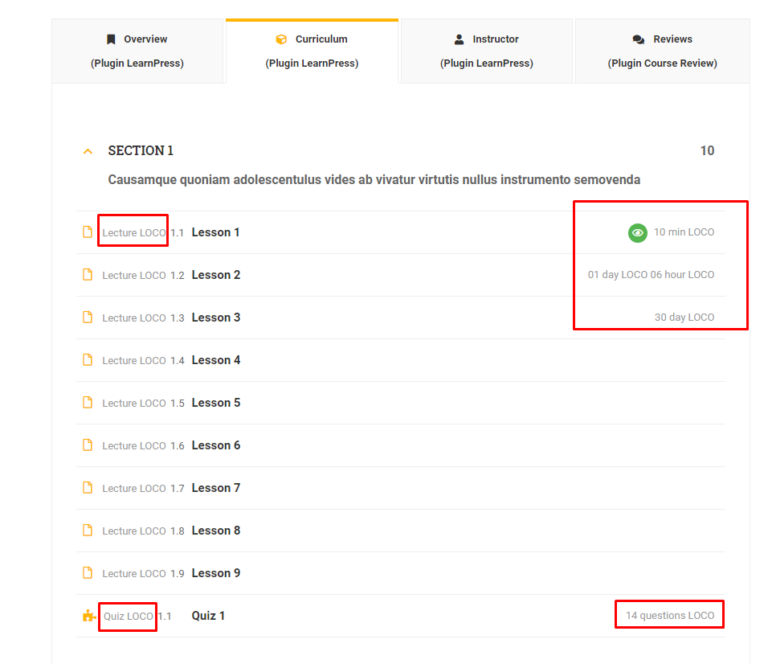 Overview
(Plugin LearnPress)
Curriculum
(Plugin LearnPress)
Instructor
(Plugin LearnPress)
Reviews
(Plugin Course Review)
SECTION 1 10
Causamque quoniam adolescentulus vides ab vivatur virtutis nullus instrumento semovenda
Lecture LOCO 1.1 Lesson 1 10 min LOCO
Lecture LOCO 1.2 Lesson 2 01 day LOCO 06 hour LOCO
Lecture LOCO 1.3 Lesson 3 30 day LOCO
Lecture LOCO 1.4 Lesson 4
Lecture LOCO 1.5 Lesson 5
Lecture LOCO 1.6 Lesson 6
Lecture LOCO 1.7 Lesson 7
Lecture LOCO 1.8 Lesson 8
Lecture LOCO 1.9 Lesson 9
Quiz LOCO 1.1 Quiz 1 14 questions LOCO